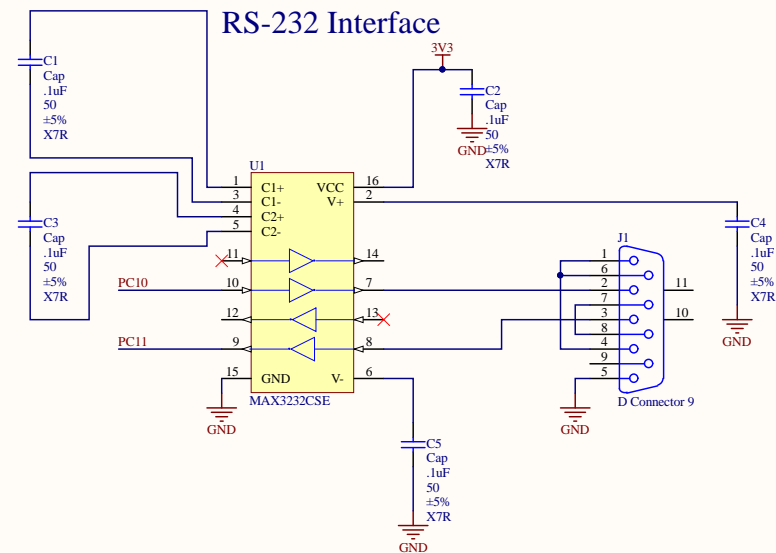 RS-232 Interface
C1
Cap
.1uF
50
±5%
X7R
3V3
C2
Cap
.1uF
50
±5%
X7R
GND
U1
1 C1+ VCC 16
3 C1- V+ 2
4 C2+
5 C2-
11 14
10 7
12 13
9 8
15 GND V- 6
MAX3232CSE
C3
Cap
.1uF
50
±5%
X7R
PC10
PC11
GND
C5
Cap
.1uF
50
±5%
X7R
GND
J1
1
6
2
7
3
8
4
9
5
11
10
D Connector 9
GND
C4
Cap
.1uF
50
±5%
X7R
GND